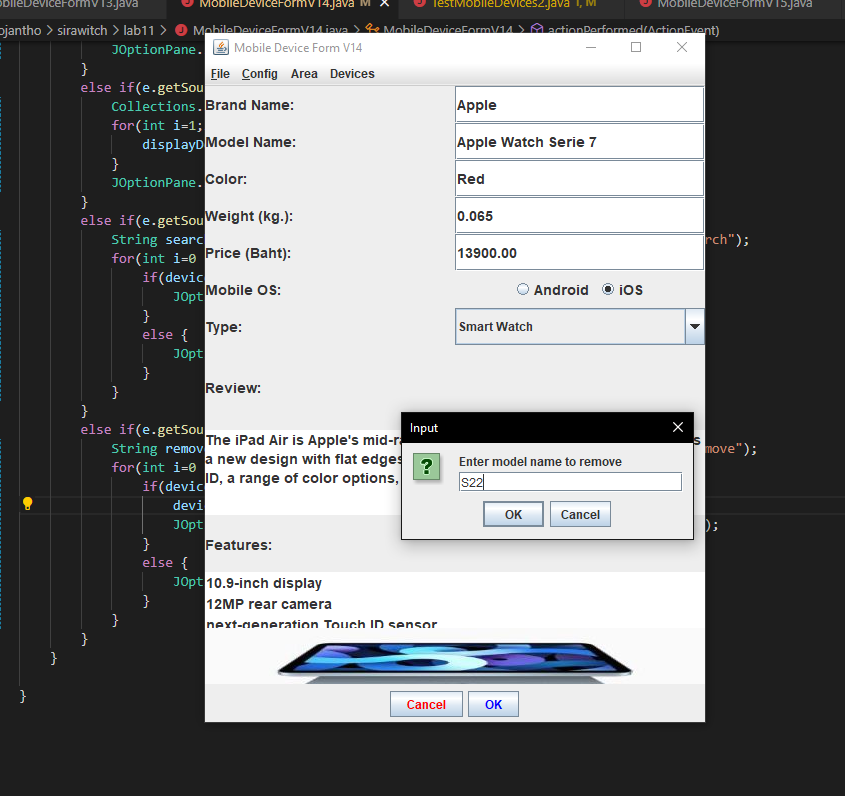 bileDeviceFormV13.java
MobileDeviceFormV14.java M
TestMobileDevices2.java 1, M
MobileDeviceFormV15.java
ojantho > sirawitch > lab11 > MobileDeviceFormV14.java > MobileDeviceFormV14 > actionPerformed(ActionEvent)
Mobile Device Form V14
File Config Area Devices
Brand Name: Apple
Model Name: Apple Watch Serie 7
Color: Red
Weight (kg.): 0.065
Price (Baht): 13900.00
Mobile OS: Android iOS
Type: Smart Watch
Review:
The iPad Air is Apple's mid-ra s
a new design with flat edges
ID, a range of color options,
Features:
10.9-inch display
12MP rear camera
next-generation Touch ID sensor
Cancel OK
Input
Enter model name to remove
S22
OK Cancel
JOptionPane.
}
else if(e.getSou
Collections.
for(int i=1;
displayD
}
JOptionPane.
}
else if(e.getSou
String searc rch");
for(int i=0
if(devic
JOpt
}
else {
JOpt
}
}
}
else if(e.getSou
String remov move");
for(int i=0
if(devic
devi
JOpt );
}
else {
JOpt
}
}
}
}
}